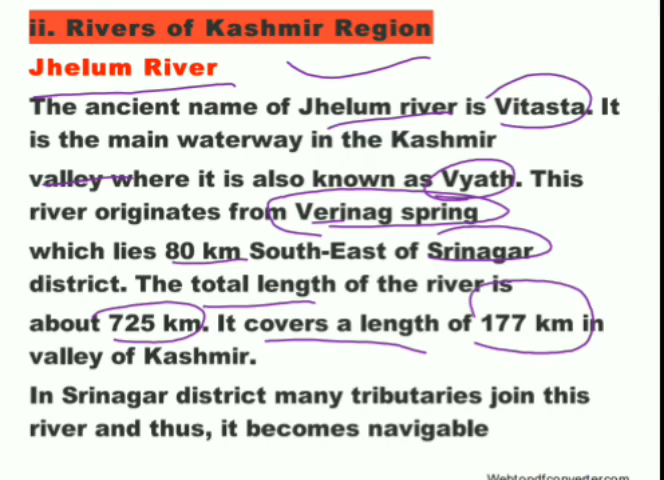 ii. Rivers of Kashmir Region
Jhelum River
The ancient name of Jhelum river is Vitasta. It
is the main waterway in the Kashmir
valley where it is also known as Vyath. This
river originates from Verinag spring
which lies 80 km South-East of Srinagar
district. The total length of the river is
about 725 km. It covers a length of 177 km in
valley of Kashmir.
In Srinagar district many tributaries join this
river and thus, it becomes navigable